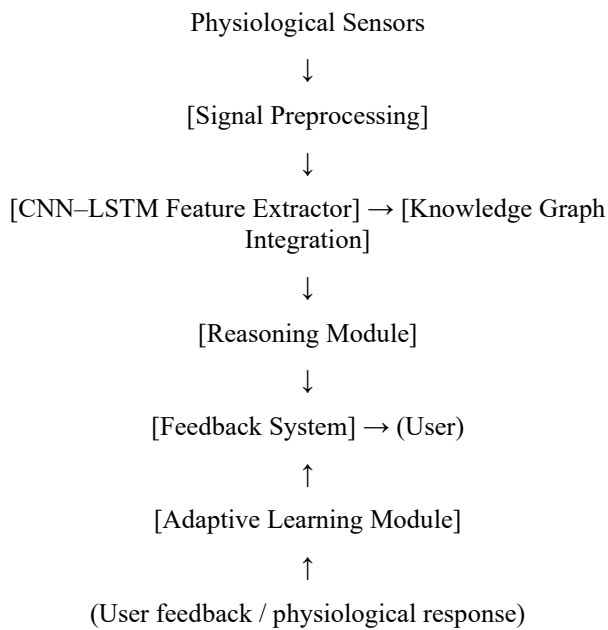 Physiological Sensors
↓
[Signal Preprocessing]
↓
[CNN–LSTM Feature Extractor] → [Knowledge Graph
Integration]
↓
[Reasoning Module]
↓
[Feedback System] → (User)
↑
[Adaptive Learning Module]
↑
(User feedback / physiological response)